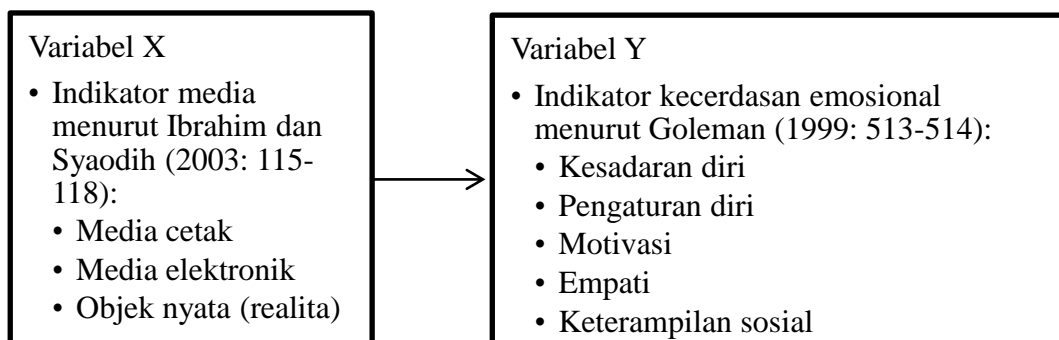 Variabel X
• Indikator media
menurut Ibrahim dan
Syaodih (2003: 115-
118):
• Media cetak
• Media elektronik
• Objek nyata (realita)
Variabel Y
• Indikator kecerdasan emosional
menurut Goleman (1999: 513-514):
• Kesadaran diri
• Pengaturan diri
• Motivasi
• Empati
• Keterampilan sosial